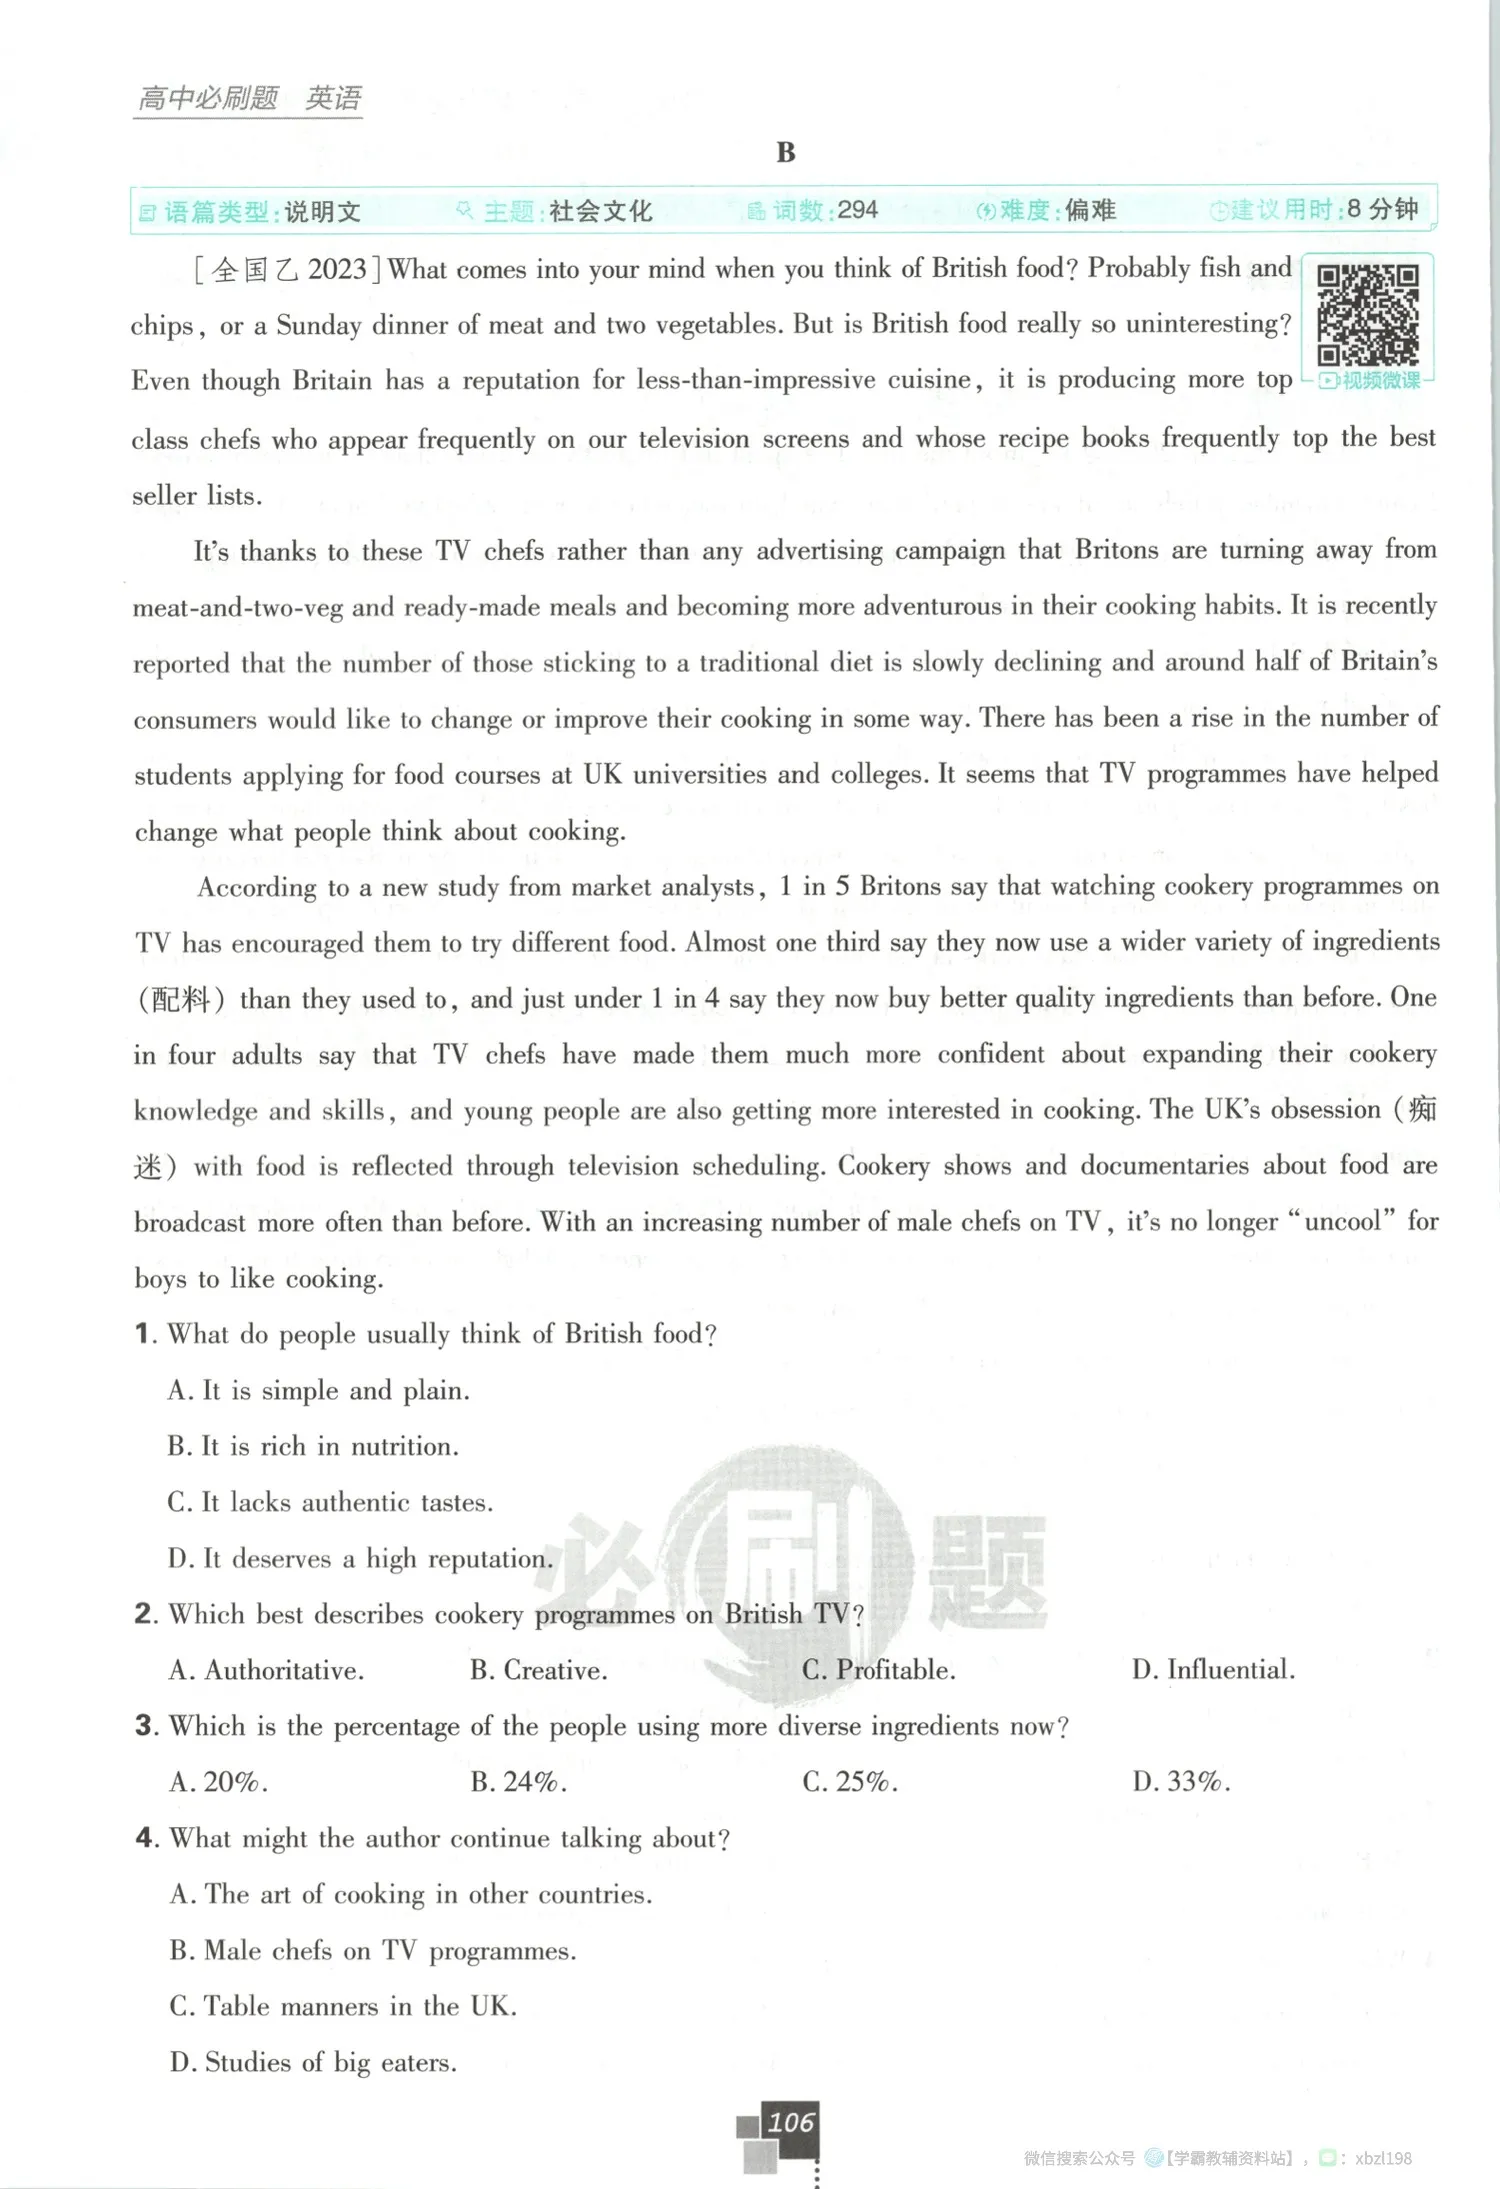 高中必刷题 英语
B
语篇类型:说明文 主题:社会文化 词数:294 难度:偏难 建议用时:8 分钟
[全国乙 2023]What comes into your mind when you think of British food? Probably fish and
chips, or a Sunday dinner of meat and two vegetables. But is British food really so uninteresting?
Even though Britain has a reputation for less-than-impressive cuisine, it is producing more top
视频微课
class chefs who appear frequently on our television screens and whose recipe books frequently top the best
seller lists.
It's thanks to these TV chefs rather than any advertising campaign that Britons are turning away from
meat-and-two-veg and ready-made meals and becoming more adventurous in their cooking habits. It is recently
reported that the number of those sticking to a traditional diet is slowly declining and around half of Britain's
consumers would like to change or improve their cooking in some way. There has been a rise in the number of
students applying for food courses at UK universities and colleges. It seems that TV programmes have helped
change what people think about cooking.
According to a new study from market analysts, 1 in 5 Britons say that watching cookery programmes on
TV has encouraged them to try different food. Almost one third say they now use a wider variety of ingredients
(配料) than they used to, and just under 1 in 4 say they now buy better quality ingredients than before. One
in four adults say that TV chefs have made them much more confident about expanding their cookery
knowledge and skills, and young people are also getting more interested in cooking. The UK's obsession (痴
迷) with food is reflected through television scheduling. Cookery shows and documentaries about food are
broadcast more often than before. With an increasing number of male chefs on TV, it's no longer "uncool" for
boys to like cooking.
1. What do people usually think of British food?
A. It is simple and plain.
B. It is rich in nutrition.
C. It lacks authentic tastes.
D. It deserves a high reputation.
必刷题
2. Which best describes cookery programmes on British TV?
A. Authoritative. B. Creative. C. Profitable. D. Influential.
3. Which is the percentage of the people using more diverse ingredients now?
A. 20%. B. 24%. C. 25%. D. 33%.
4. What might the author continue talking about?
A. The art of cooking in other countries.
B. Male chefs on TV programmes.
C. Table manners in the UK.
D. Studies of big eaters.
106
微信搜索公众号 【学霸教辅资料站】, : xbzl198